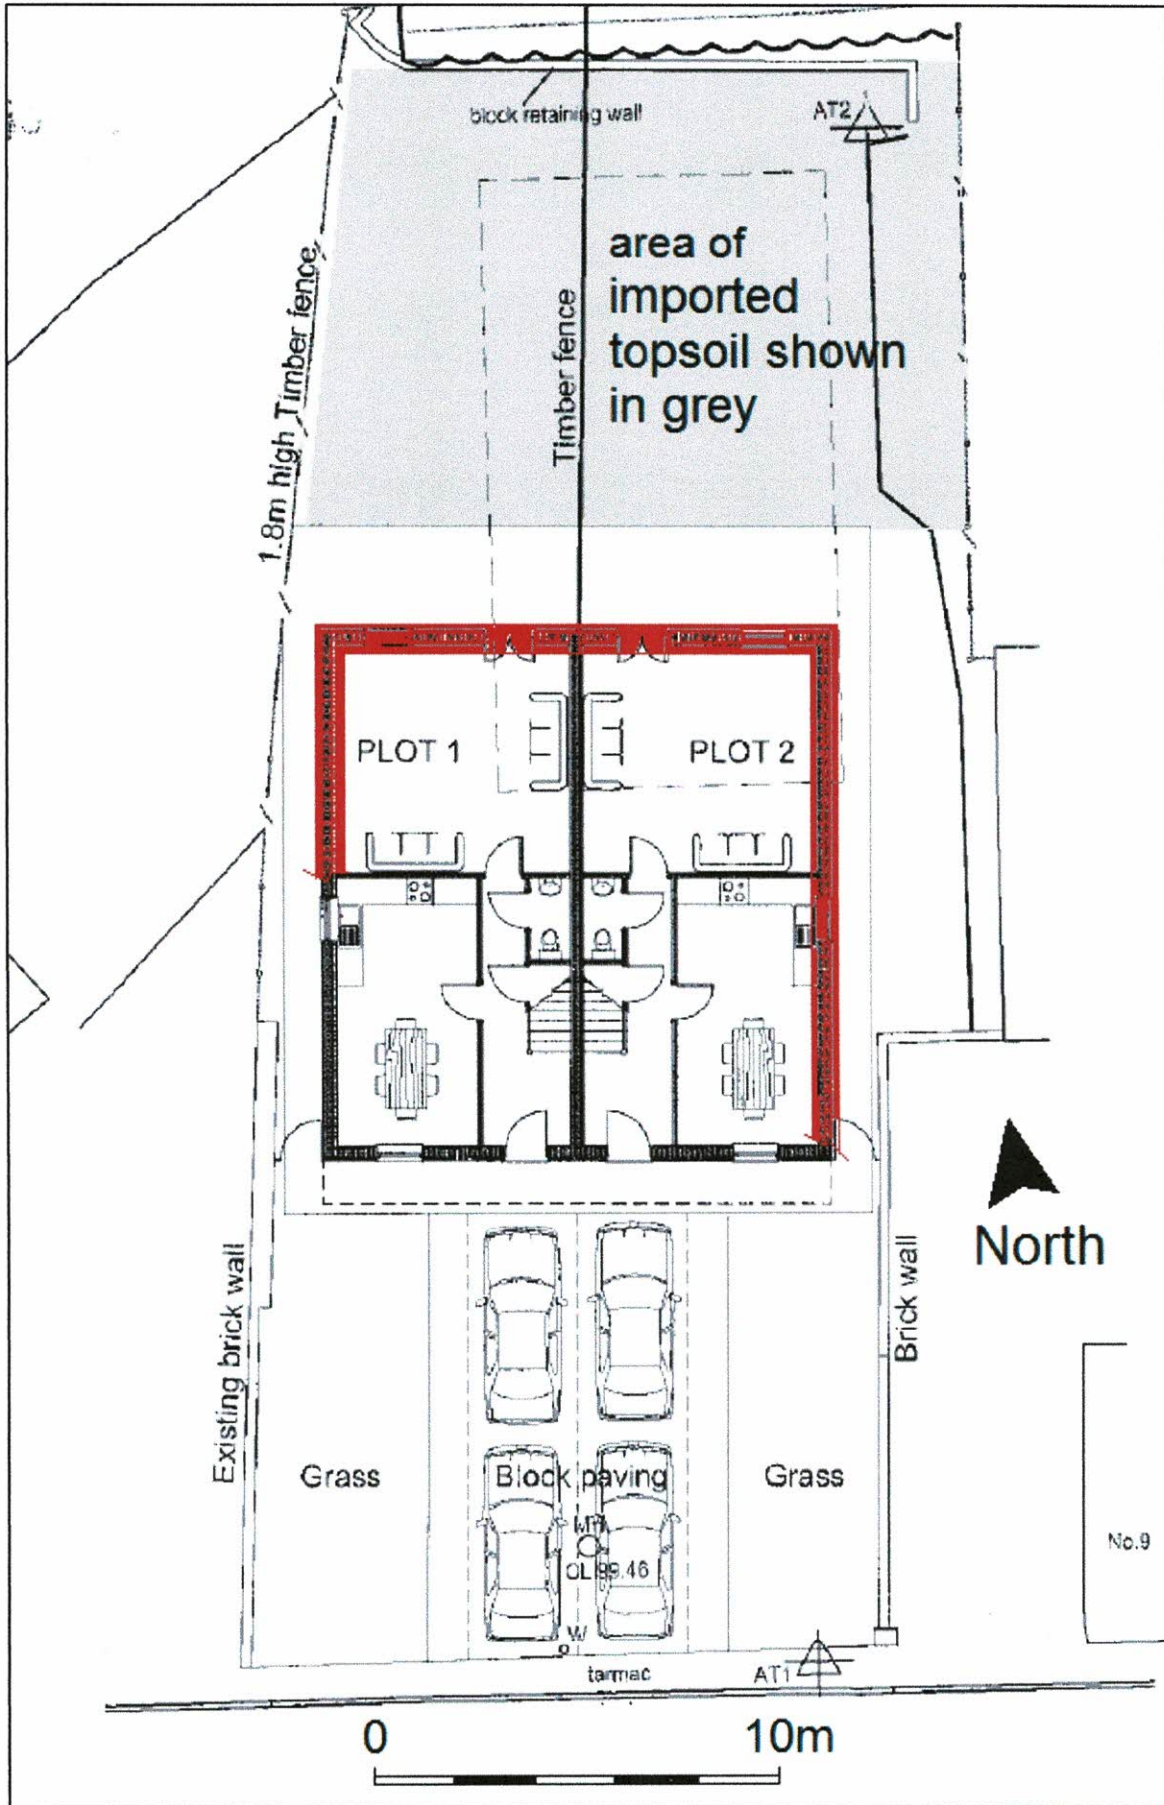 block retaining wall
AT2
area of
imported
topsoil shown
in grey
1.8m high Timber fence
Timber fence
PLOT 1
PLOT 2
North
Existing brick wall
Brick wall
Grass
Block paving
Grass
MH
CL 99.46
No.9
W
tarmac
AT1
0
10m